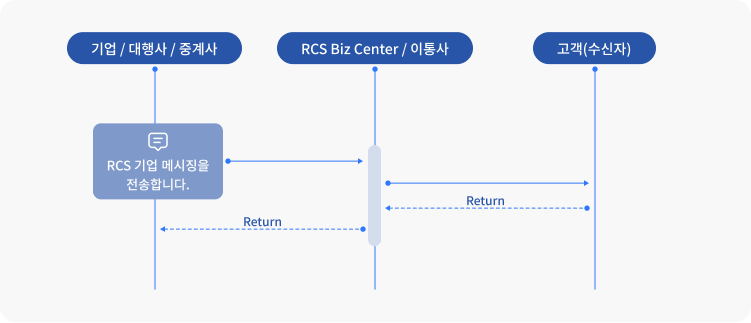 기업 / 대행사 / 중계사
RCS Biz Center / 이통사
고객(수신자)
RCS 기업 메시징을
전송합니다.
Return
Return